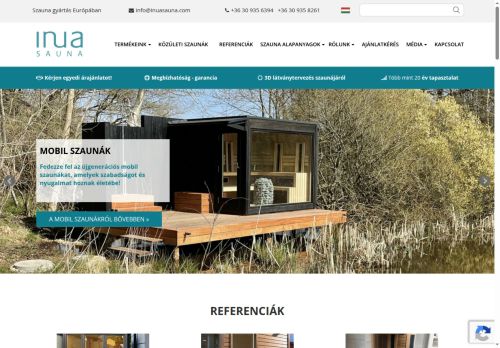 Szauna gyártás Európában
info@inuasauna.com
+36 30 935 6394 +36 30 935 8261
inua
SAUNA
TERMÉKEINK
KÖZÜLETI SZAUNÁK
REFERENCIÁK
SZAUNA ALAPANYAGOK
RÓLUNK
AJÁNLATKÉRÉS
MÉDIA
KAPCSOLAT
Kérjen egyedi árajánlatot!
Megbízhatóság - garancia
3D látványtervezés szaunájáról
Több mint 20 év tapasztalat
MOBIL SZAUNÁK
Fedezze fel az újgenerációs mobil
szaunákat, amelyek szabadságot és
nyugalmat hoznak életébe!
A MOBIL SZAUNÁKRÓL BŐVEBBEN »
REFERENCIÁK